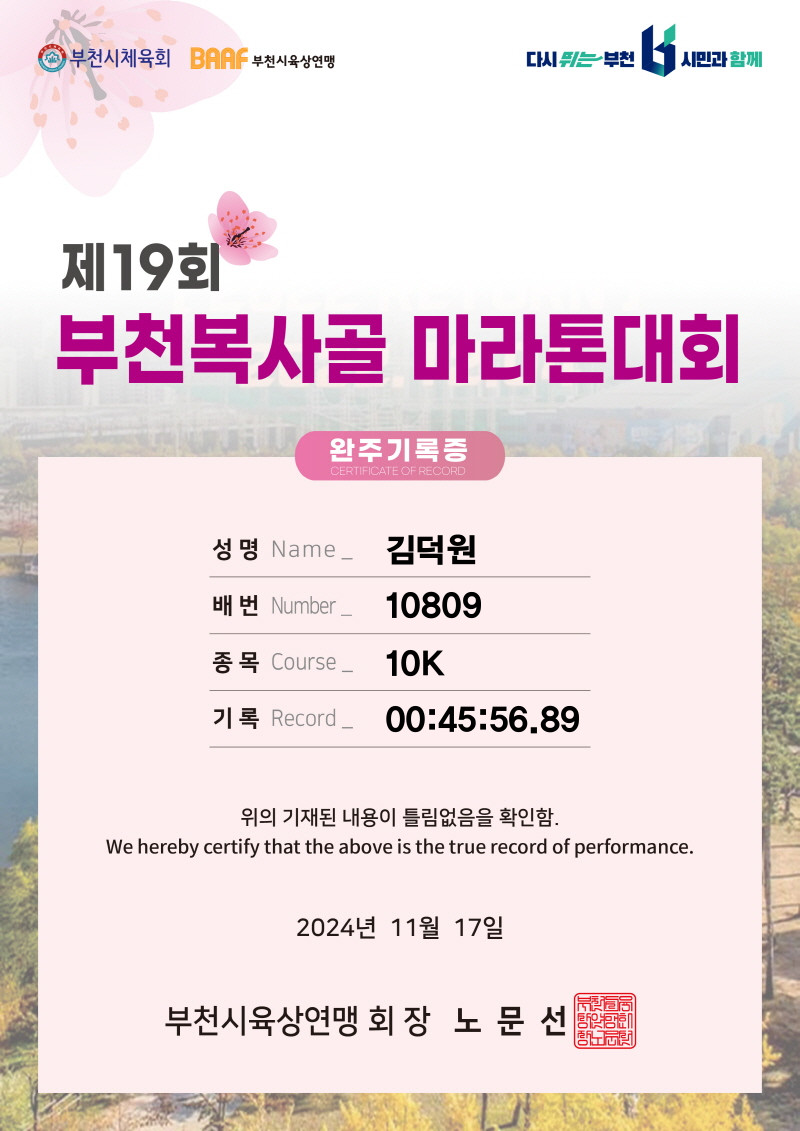 부천시체육회 BAAF 부천시육상연맹 다시 뛰는 부천 시민과 함께
제19회
부천복사골 마라톤대회
완주기록증
CERTIFICATE OF RECORD
성 명 Name _ 김덕원
배 번 Number _ 10809
종 목 Course _ 10K
기 록 Record _ 00:45:56.89
위의 기재된 내용이 틀림없음을 확인함.
We hereby certify that the above is the true record of performance.
2024년 11월 17일
부천시육상연맹 회 장 노 문 선